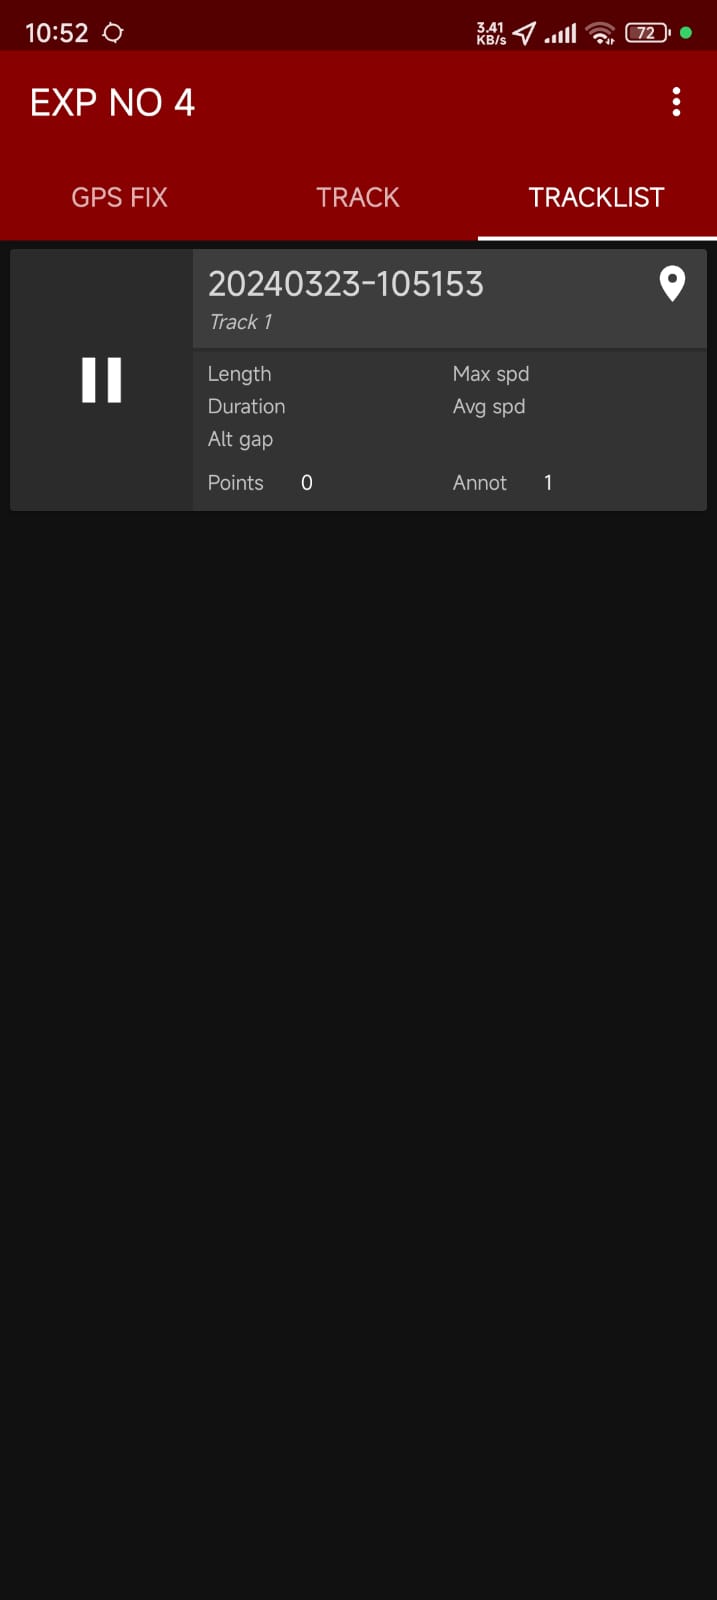 10:52 3.41 KB/s 72
EXP NO 4
GPS FIX TRACK TRACKLIST
20240323-105153
Track 1
Length Max spd
Duration Avg spd
Alt gap
Points 0 Annot 1